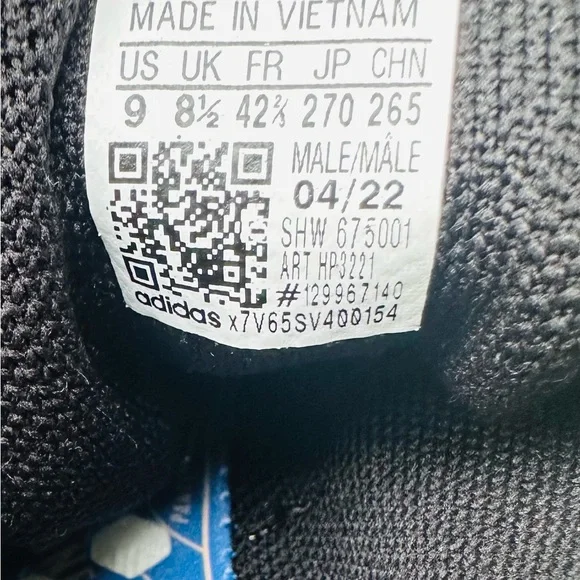 MADE IN VIETNAM
US UK FR JP CHN
9 8½ 42⅔ 270 265
MALE/MÂLE
04/22
SHW 675001
ART HP3221
#129967140
adidas x7V65SV400154